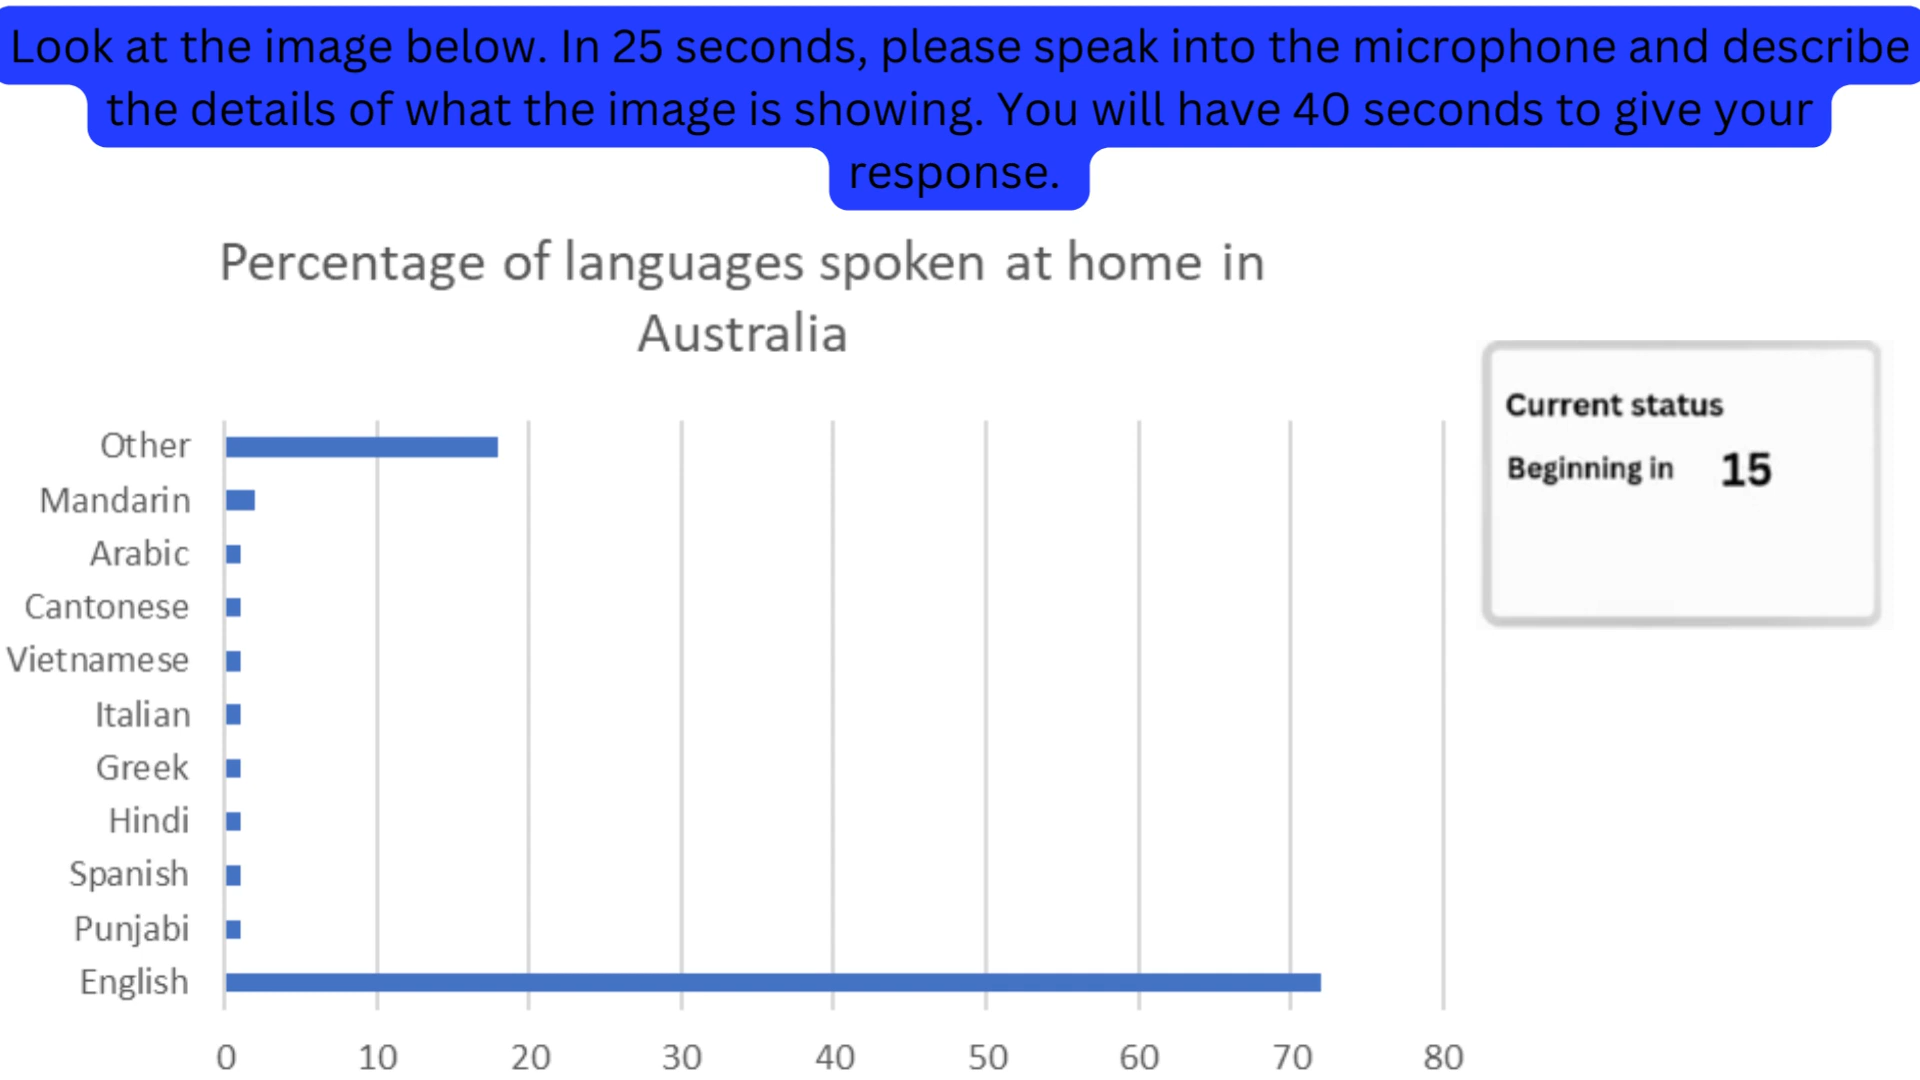 Look at the image below. In 25 seconds, please speak into the microphone and describe
the details of what the image is showing. You will have 40 seconds to give your
response.
Percentage of languages spoken at home in
Australia
Current status
Beginning in 15
Other
Mandarin
Arabic
Cantonese
Vietnamese
Italian
Greek
Hindi
Spanish
Punjabi
English
0 10 20 30 40 50 60 70 80